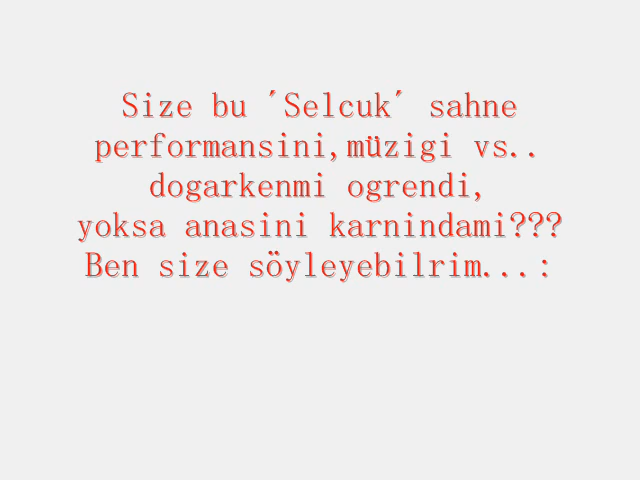 Size bu ´Selcuk´ sahne
performansini,müzigi vs..
dogarkenmi ogrendi,
yoksa anasini karnindami???
Ben size söyleyebilrim...: